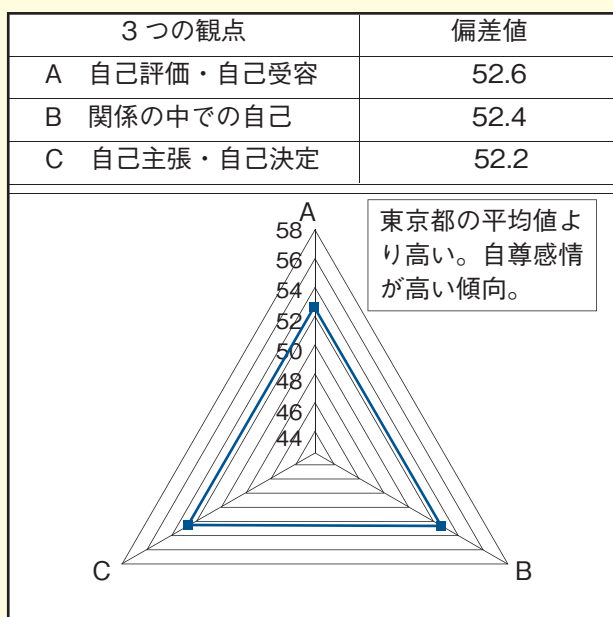 3つの観点 偏差値
A 自己評価・自己受容 52.6
B 関係の中での自己 52.4
C 自己主張・自己決定 52.2
A
東京都の平均値よ
り高い。自尊感情
が高い傾向。
58
56
54
52
50
48
46
44
C
B